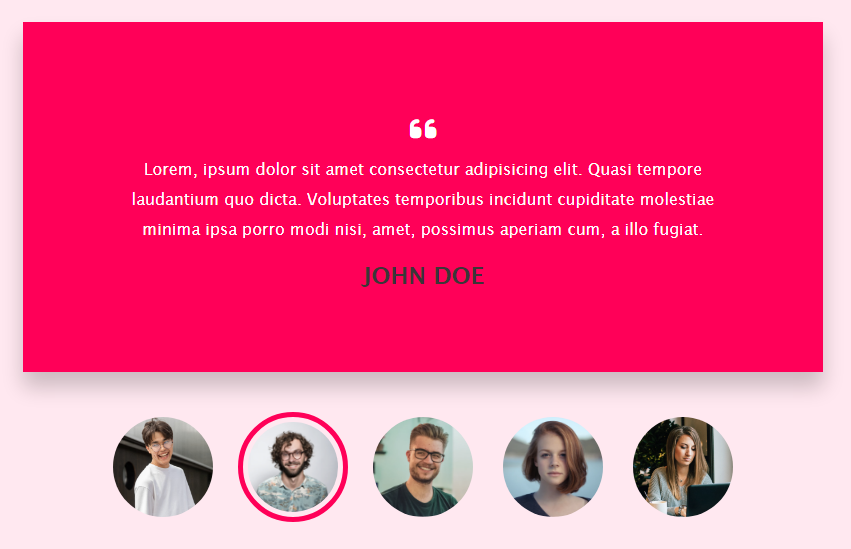 ❝
Lorem, ipsum dolor sit amet consectetur adipisicing elit. Quasi tempore
laudantium quo dicta. Voluptates temporibus incidunt cupiditate molestiae
minima ipsa porro modi nisi, amet, possimus aperiam cum, a illo fugiat.
JOHN DOE